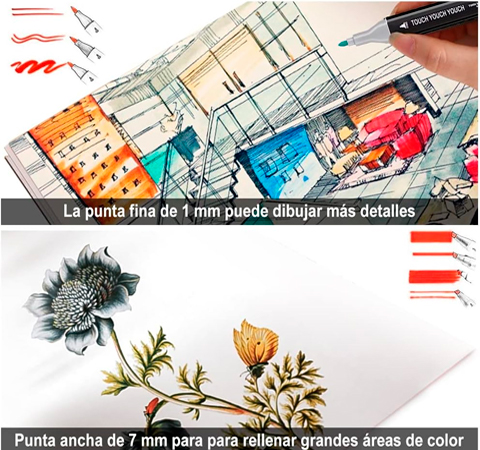 TOUCH YOUCH YOUCH
La punta fina de 1 mm puede dibujar más detalles
Punta ancha de 7 mm para para rellenar grandes áreas de color